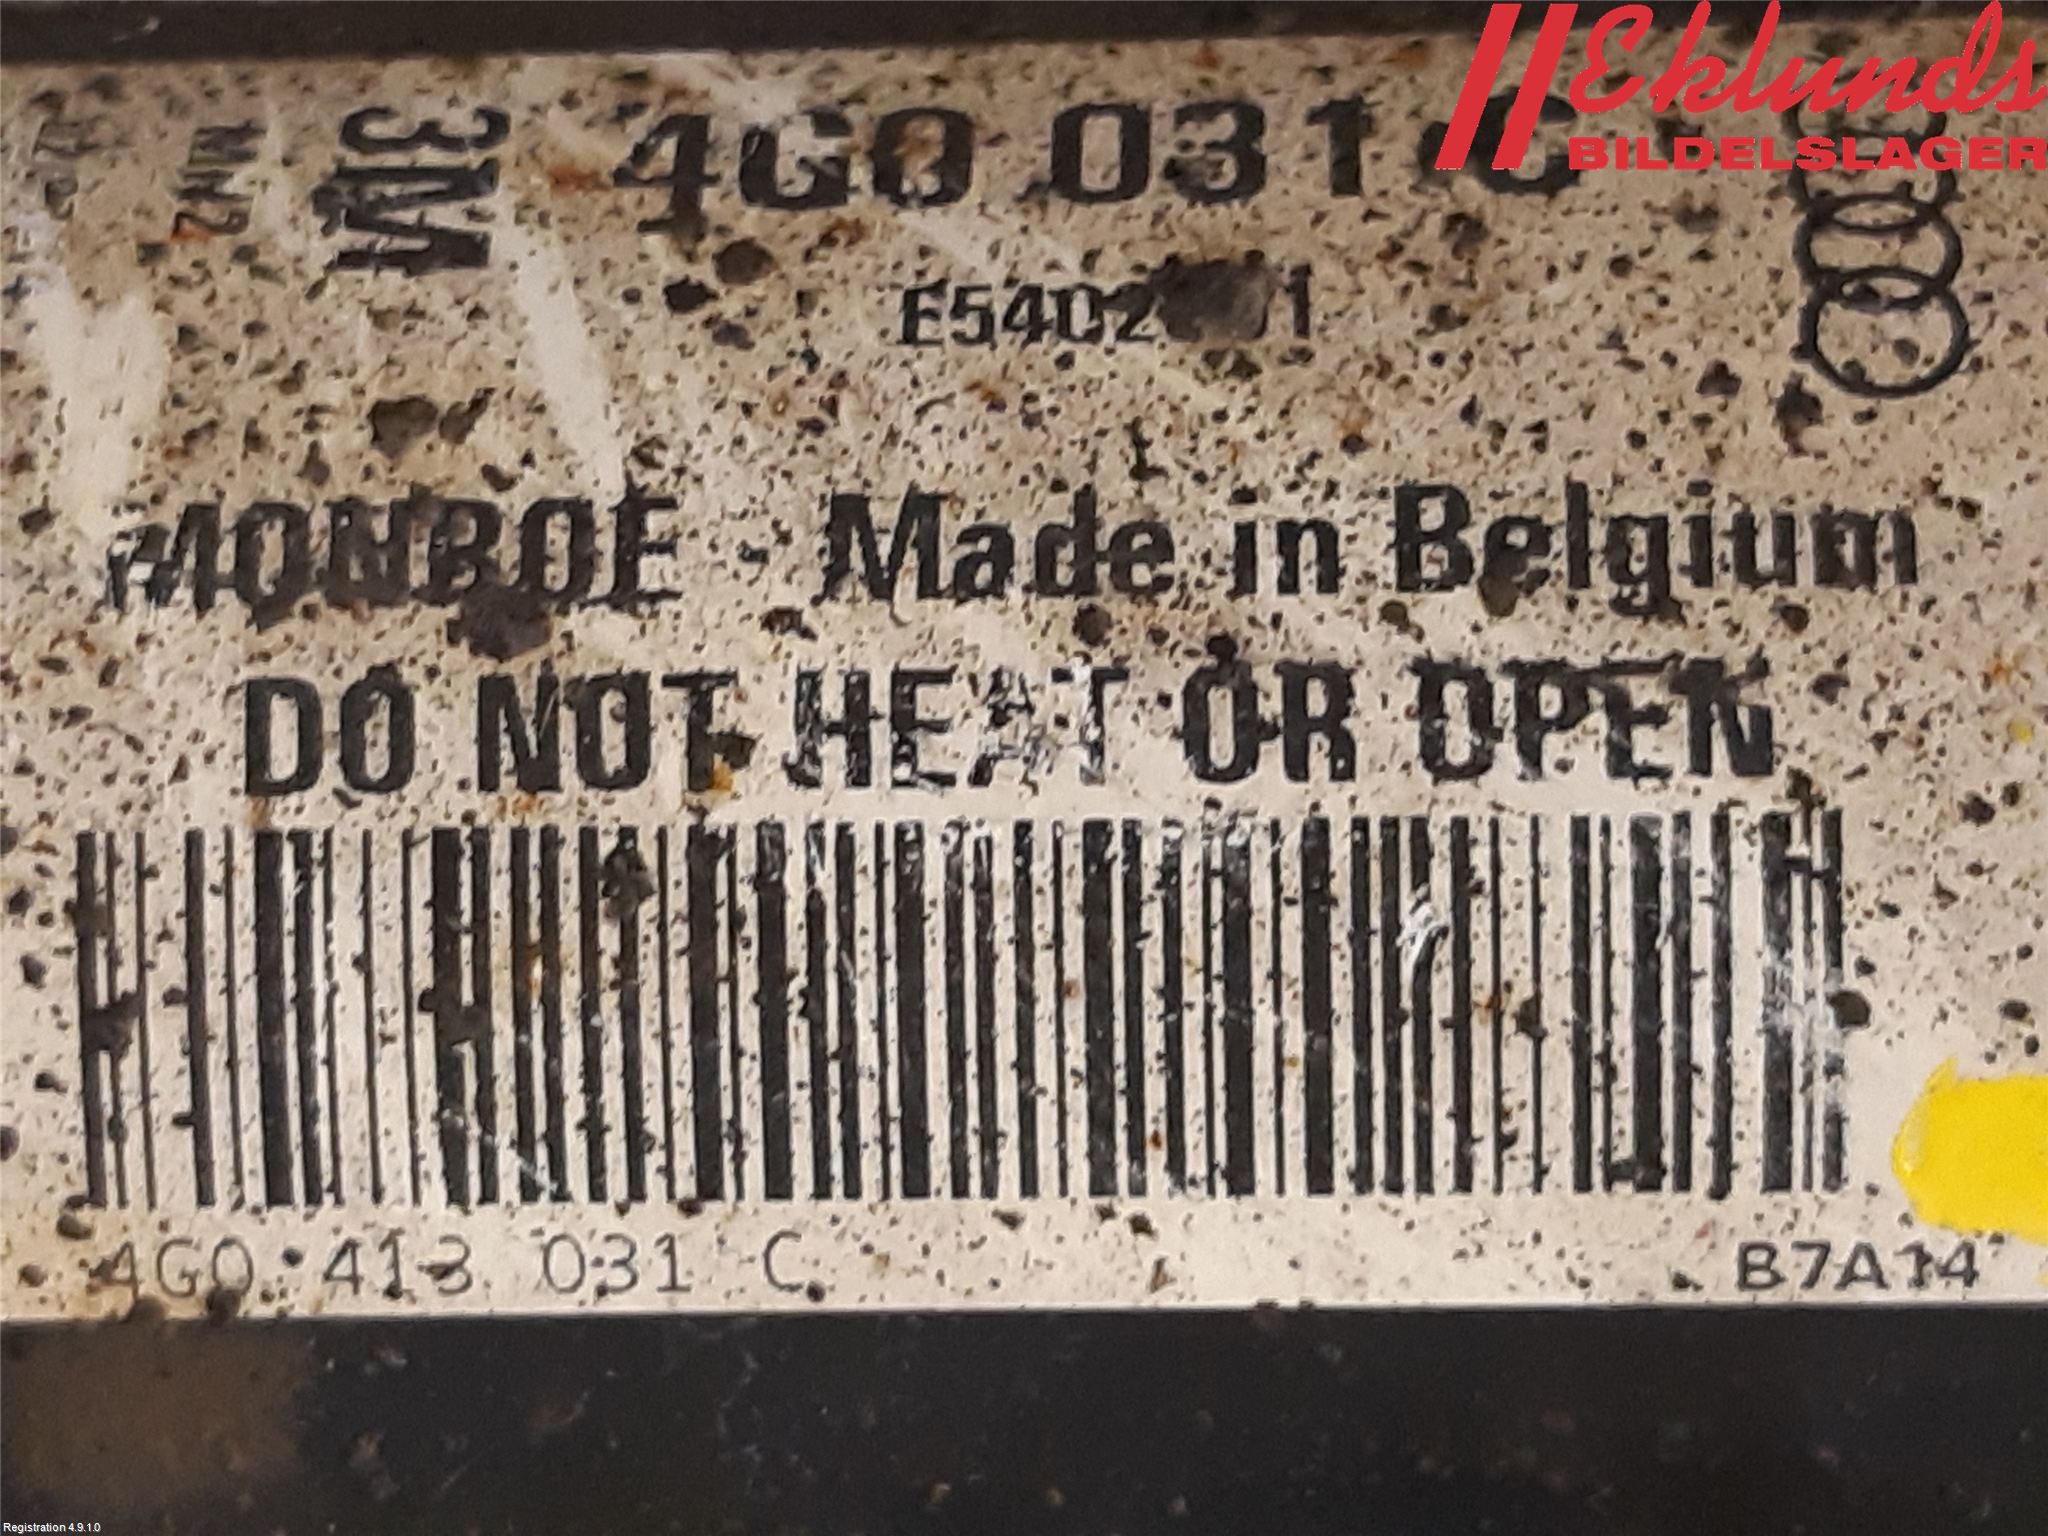 Eklunds
BILDELSLAGER
3M
4G0 031 C
MONROE - Made in Belgium
DO NOT HEAT OR OPEN
4G0 413 031 C
B7A14
Registration 4.9.1.0